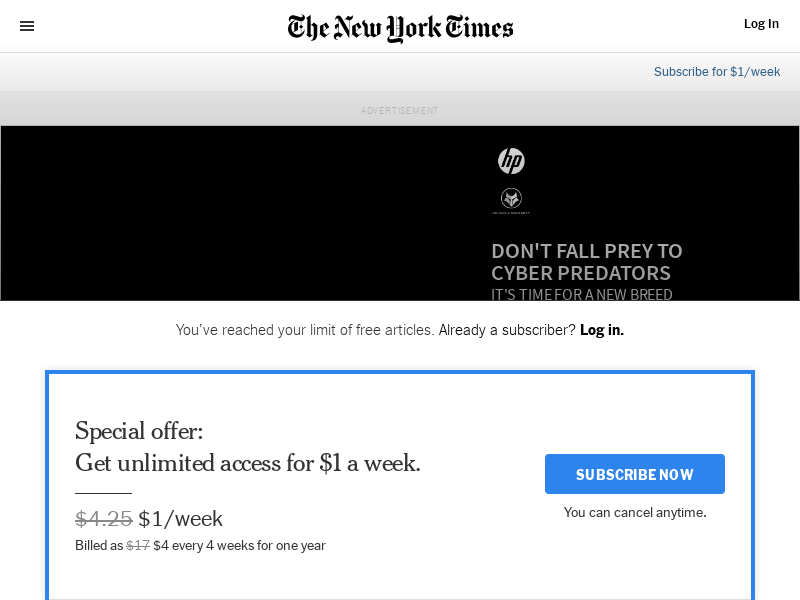 The New York Times
Log In
Subscribe for $1/week
ADVERTISEMENT
hp
DON'T FALL PREY TO
CYBER PREDATORS
IT'S TIME FOR A NEW BREED
You've reached your limit of free articles. Already a subscriber? Log in.
Special offer:
Get unlimited access for $1 a week.
SUBSCRIBE NOW
$4.25 $1/week
You can cancel anytime.
Billed as $17 $4 every 4 weeks for one year